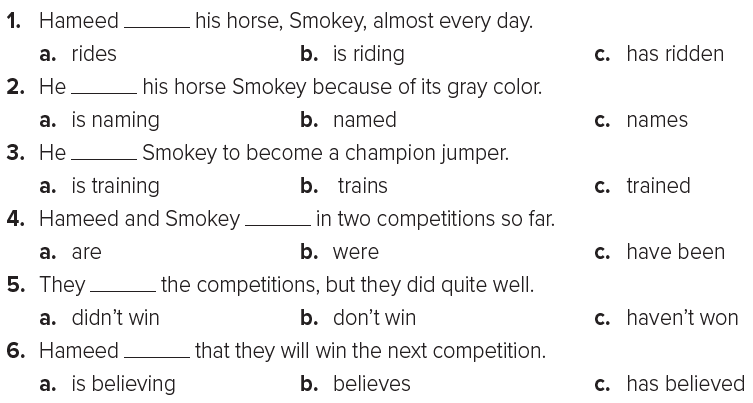 1. Hameed ______ his horse, Smokey, almost every day.
a. rides b. is riding c. has ridden
2. He ______ his horse Smokey because of its gray color.
a. is naming b. named c. names
3. He ______ Smokey to become a champion jumper.
a. is training b. trains c. trained
4. Hameed and Smokey ______ in two competitions so far.
a. are b. were c. have been
5. They ______ the competitions, but they did quite well.
a. didn't win b. don't win c. haven't won
6. Hameed ______ that they will win the next competition.
a. is believing b. believes c. has believed